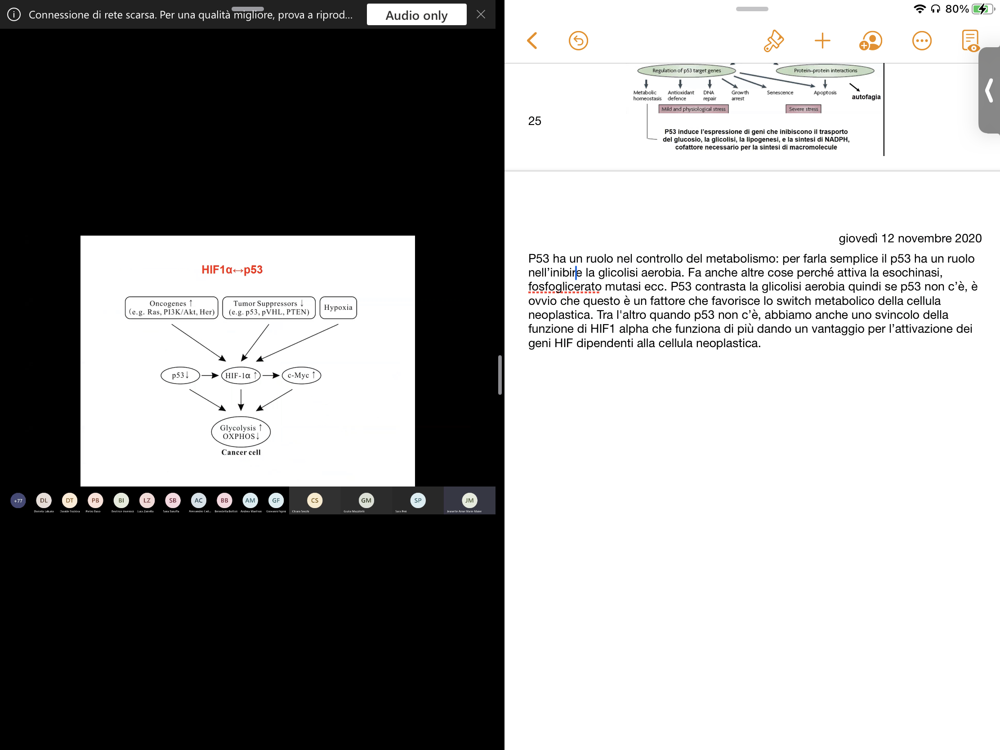 Connessione di rete scarsa. Per una qualità migliore, prova a riprod...
Audio only
HIF1α↔p53
Oncogenes ↑
(e.g. Ras, PI3K/Akt, Her)
Tumor Suppressors ↓
(e.g. p53, pVHL, PTEN)
Hypoxia
p53↓
HIF-1α ↑
c-Myc ↑
Glycolysis ↑
OXPHOS↓
Cancer cell
+77
DL
DT
PB
BI
LZ
SB
AC
BB
AM
GF
CS
GM
SP
JM
Daniela Lakuna
Davide Trubbia
Pietro Baso
Beatrice Invernici
Luca Zarrella
Sara Baruffa
Alessandro Cad...
Benedetta Bottoli
Andrea Manfron
Giovanni Figini
Chiara Secchi
Giulia Mazzitelli
Sara Peri
Jeanette Anne Marie Maier
80%
Regulation of p53 target genes
Protein–protein interactions
Metabolic
homeostasis
Antioxidant
defence
DNA
repair
Growth
arrest
Senescence
Apoptosis
autofagia
Mild and physiological stress
Severe stress
25
P53 induce l'espressione di geni che inibiscono il trasporto
del glucosio, la glicolisi, la lipogenesi, e la sintesi di NADPH,
cofattore necessario per la sintesi di macromolecule
giovedì 12 novembre 2020
P53 ha un ruolo nel controllo del metabolismo: per farla semplice il p53 ha un ruolo
nell’inibire la glicolisi aerobia. Fa anche altre cose perché attiva la esochinasi,
fosfoglicerato mutasi ecc. P53 contrasta la glicolisi aerobia quindi se p53 non c’è, è
ovvio che questo è un fattore che favorisce lo switch metabolico della cellula
neoplastica. Tra l'altro quando p53 non c’è, abbiamo anche uno svincolo della
funzione di HIF1 alpha che funziona di più dando un vantaggio per l’attivazione dei
geni HIF dipendenti alla cellula neoplastica.